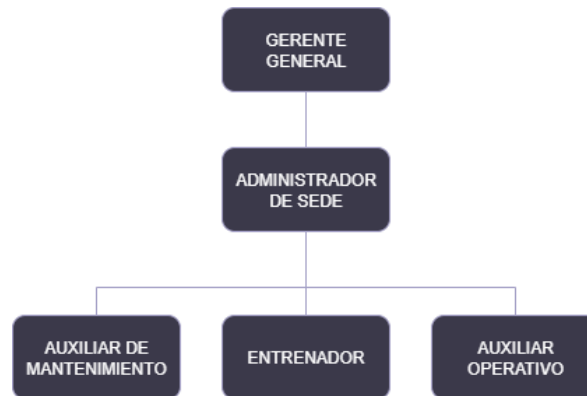 GERENTE
GENERAL
ADMINISTRADOR
DE SEDE
AUXILIAR DE
MANTENIMIENTO
ENTRENADOR
AUXILIAR
OPERATIVO